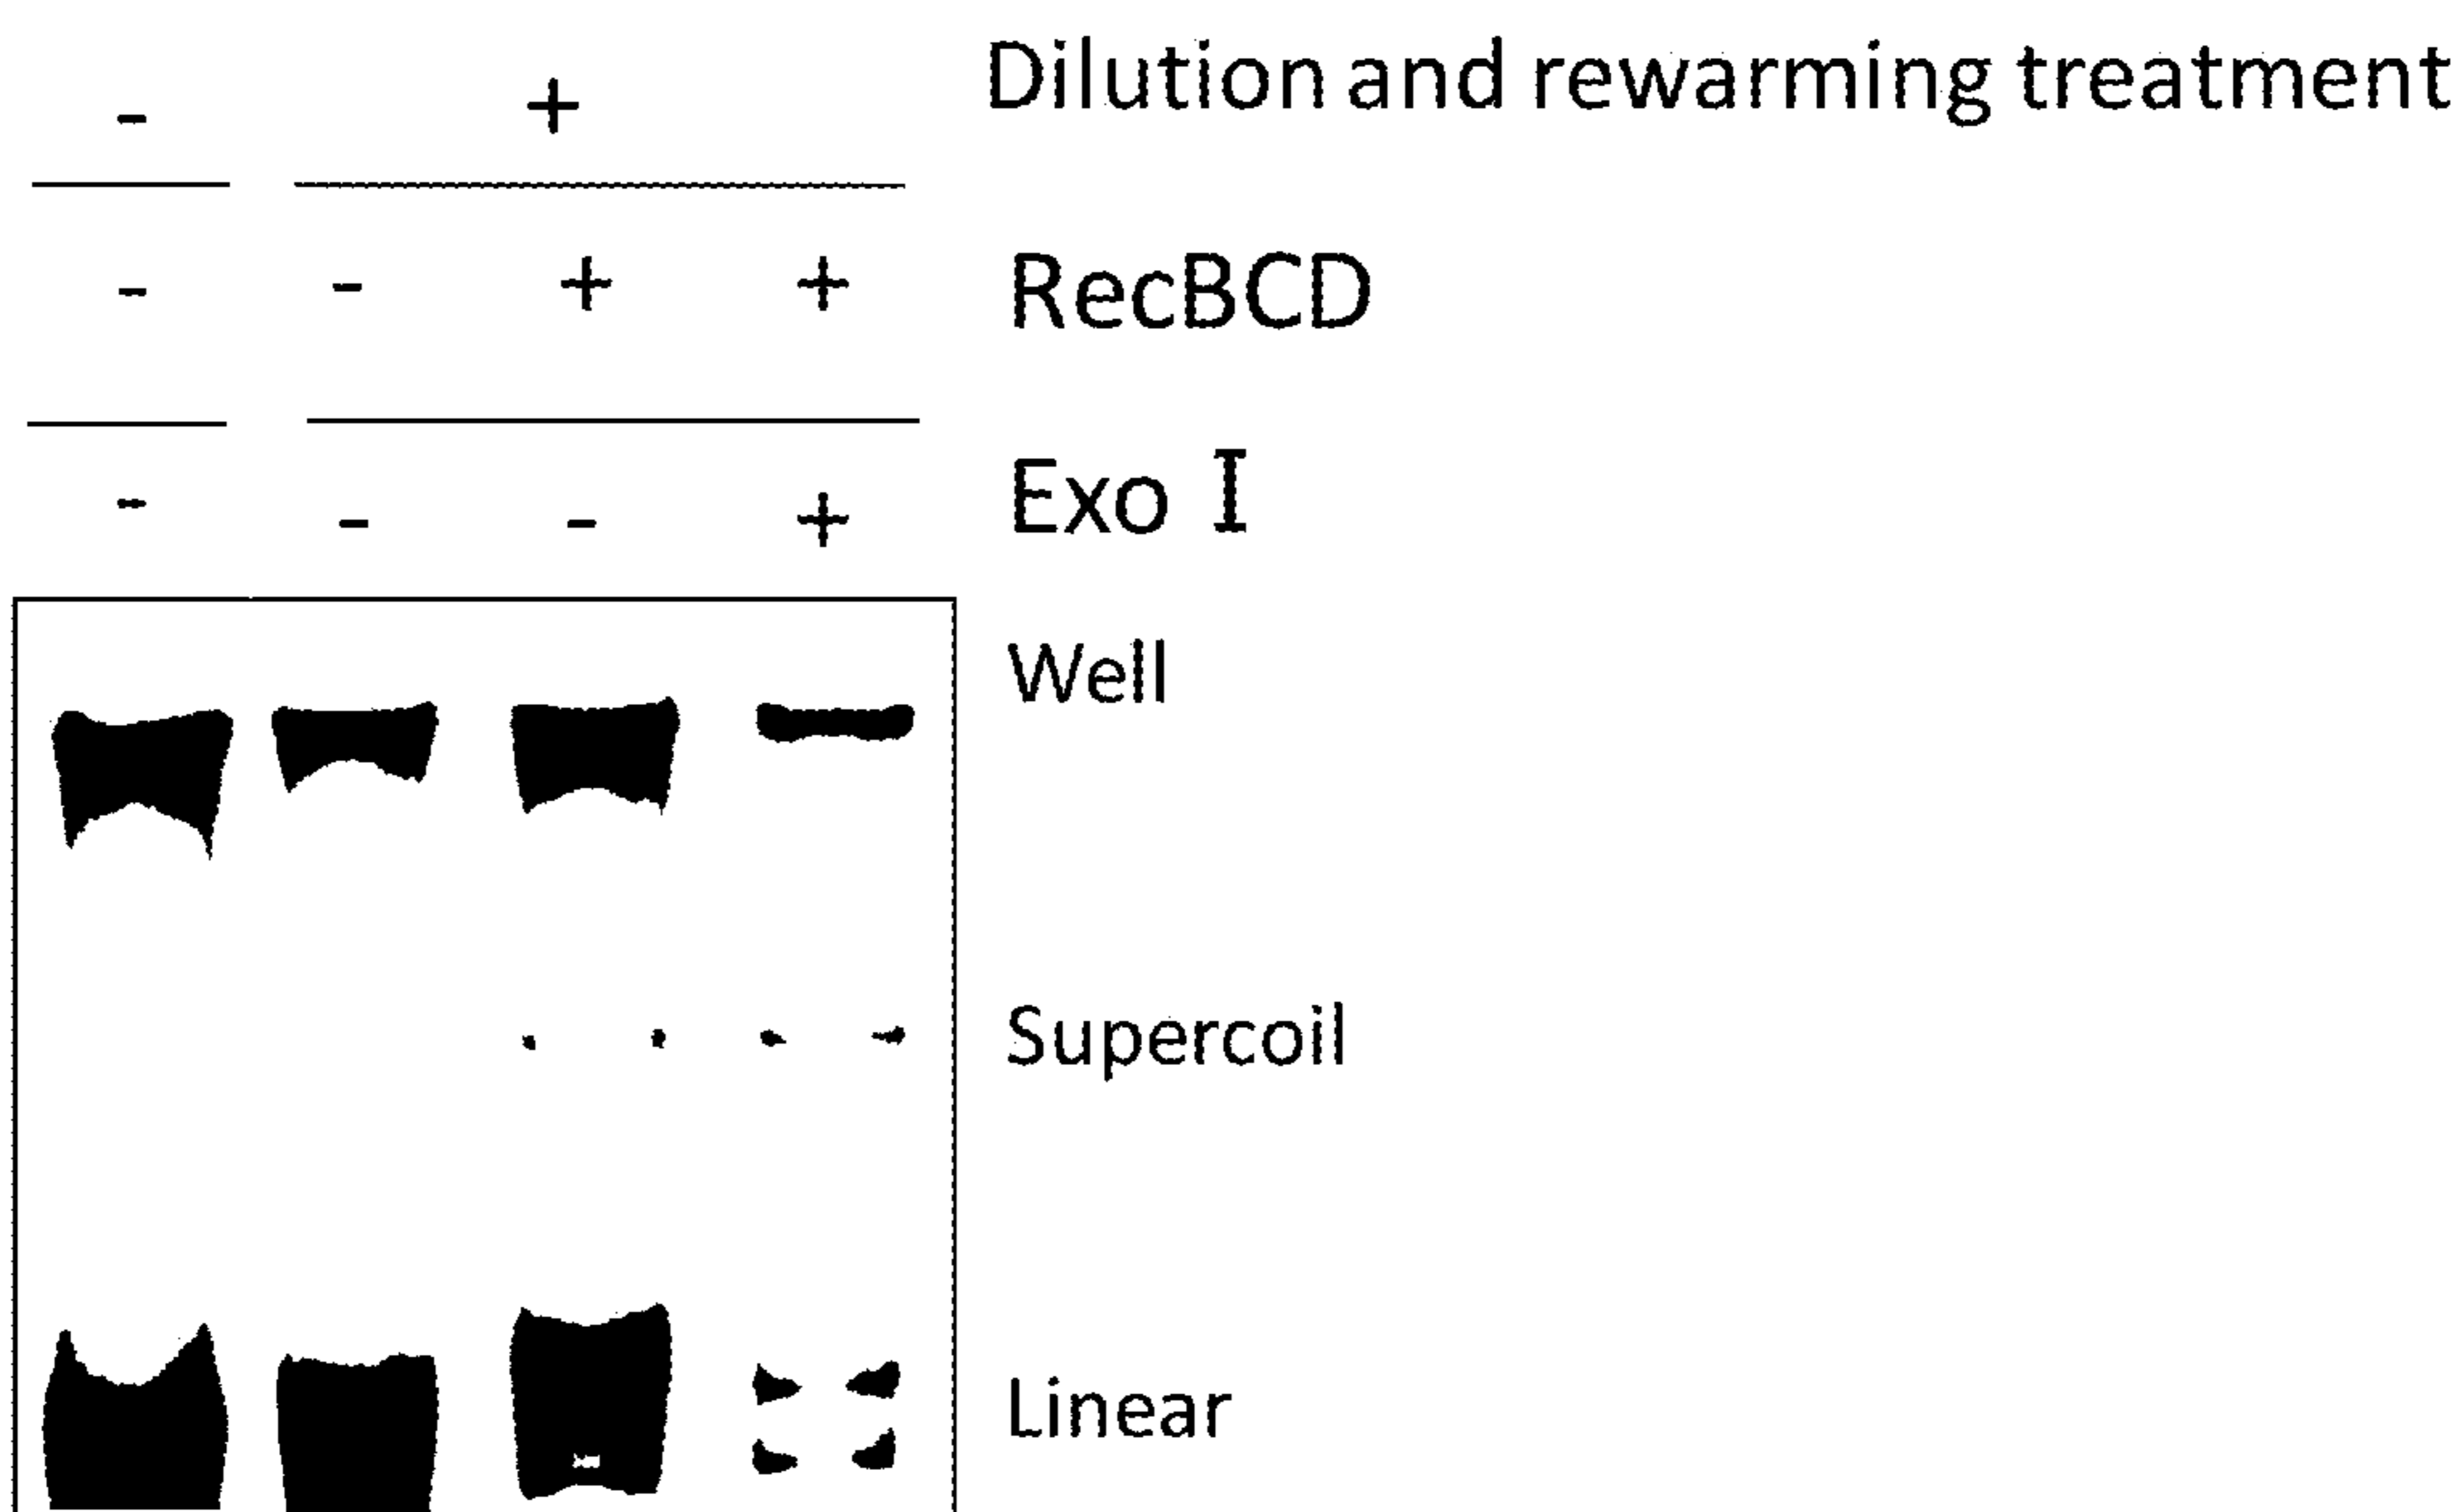 - + Dilution and rewarming treatment
- - + + RecBCD
- - - + Exo I
Well
Supercoil
Linear